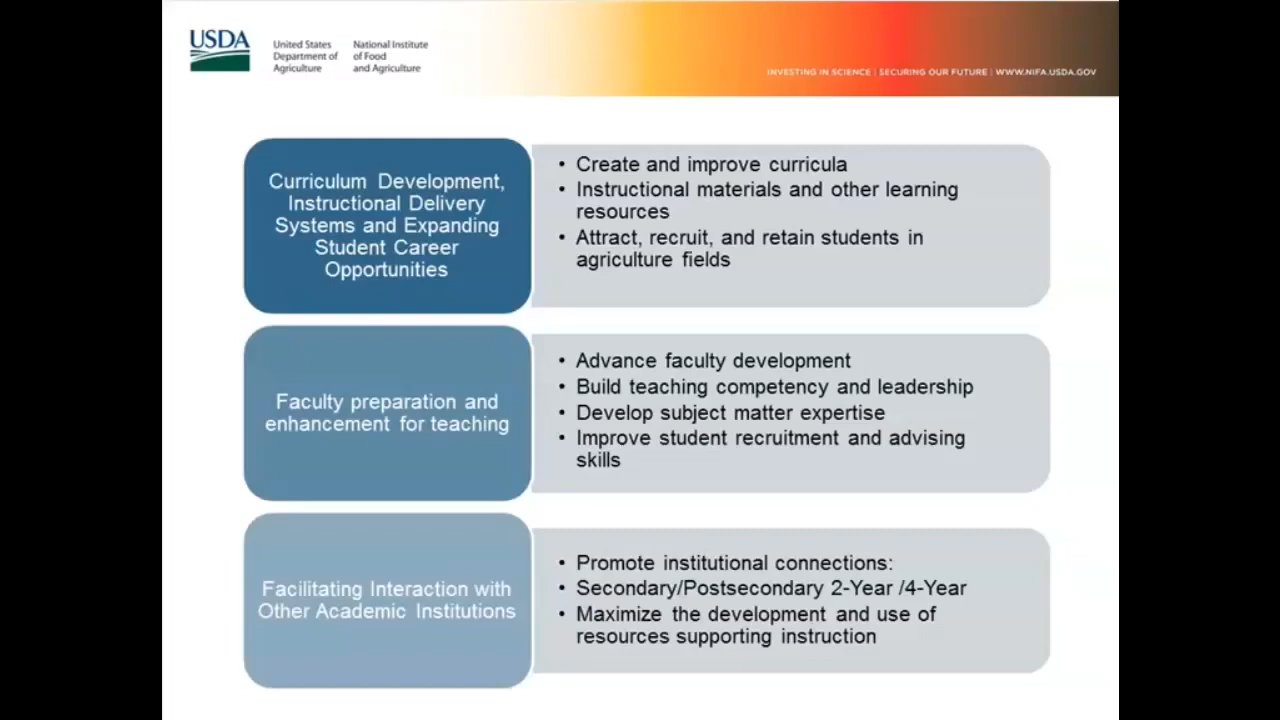 USDA
United States
Department of
Agriculture
National Institute
of Food
and Agriculture
INVESTING IN SCIENCE | SECURING OUR FUTURE | WWW.NIFA.USDA.GOV
Curriculum Development,
Instructional Delivery
Systems and Expanding
Student Career
Opportunities
• Create and improve curricula
• Instructional materials and other learning
resources
• Attract, recruit, and retain students in
agriculture fields
Faculty preparation and
enhancement for teaching
• Advance faculty development
• Build teaching competency and leadership
• Develop subject matter expertise
• Improve student recruitment and advising
skills
Facilitating Interaction with
Other Academic Institutions
• Promote institutional connections:
• Secondary/Postsecondary 2-Year /4-Year
• Maximize the development and use of
resources supporting instruction